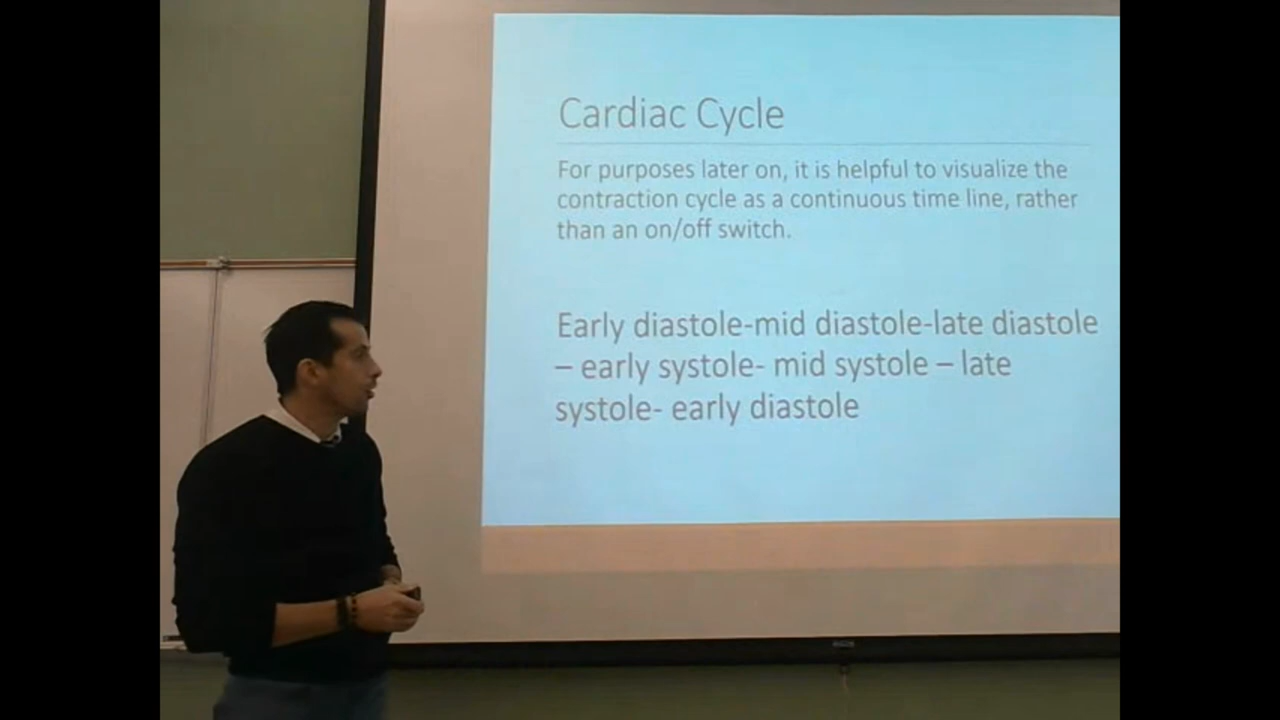 Cardiac Cycle
For purposes later on, it is helpful to visualize the
contraction cycle as a continuous time line, rather
than an on/off switch.
Early diastole-mid diastole-late diastole
– early systole- mid systole – late
systole- early diastole